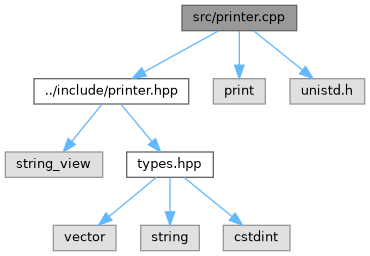 src/printer.cpp
../include/printer.hpp
print
unistd.h
string_view
types.hpp
vector
string
cstdint